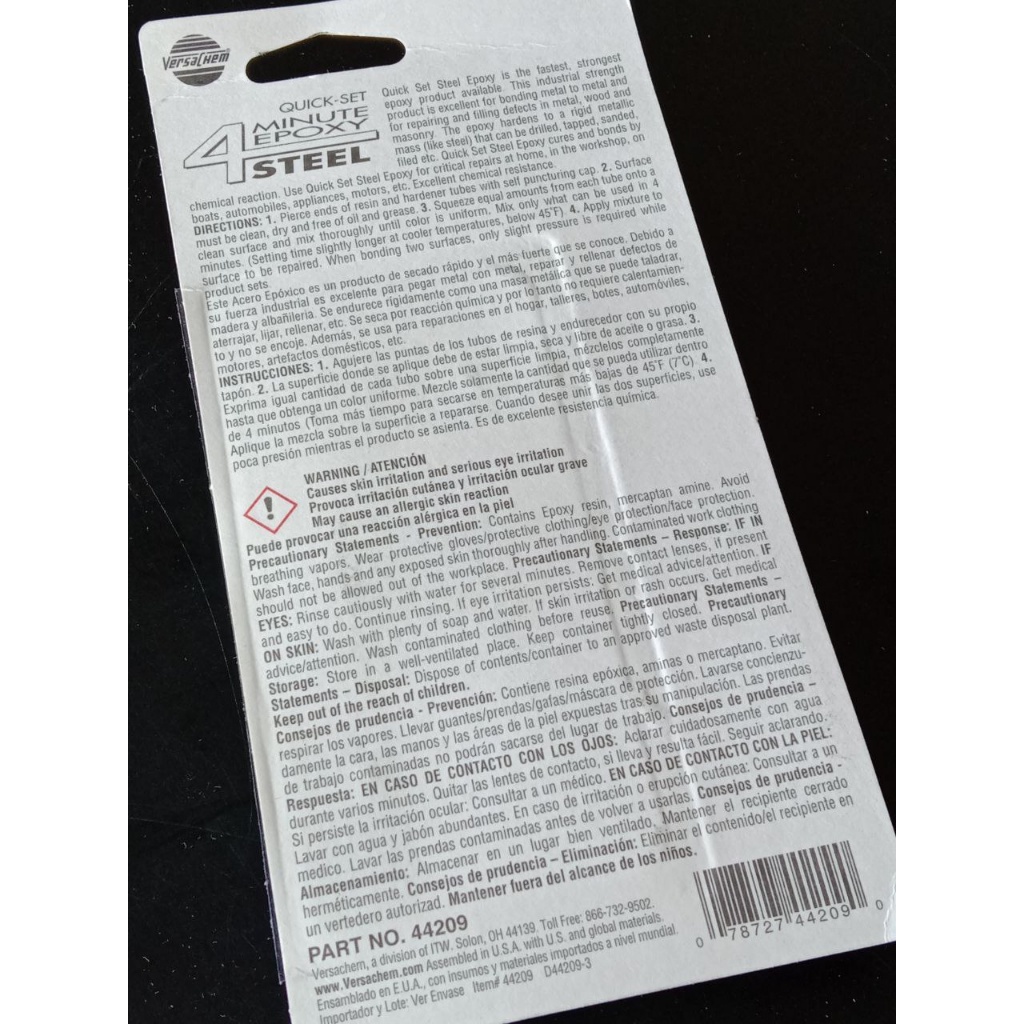 VERSACHEM®
QUICK-SET
4 MINUTE
EPOXY
STEEL
Quick Set Steel Epoxy is the fastest, strongest
epoxy product available. This industrial strength
product is excellent for bonding metal to metal and
for repairing and filling defects in metal, wood and
masonry. The epoxy hardens to a rigid metallic
mass (like steel) that can be drilled, tapped, sanded,
filed etc. Quick Set Steel Epoxy cures and bonds by
chemical reaction. Use Quick Set Steel Epoxy for critical repairs at home, in the workshop, on
boats, automobiles, appliances, motors, etc. Excellent chemical resistance.
DIRECTIONS: 1. Pierce ends of resin and hardener tubes with self puncturing cap. 2. Surface
must be clean, dry and free of oil and grease. 3. Squeeze equal amounts from each tube onto a
clean surface and mix thoroughly until color is uniform. Mix only what can be used in 4
minutes. (Setting time slightly longer at cooler temperatures, below 45°F) 4. Apply mixture to
surface to be repaired. When bonding two surfaces, only slight pressure is required while
product sets.
Este Acero Epóxico es un producto de secado rápido y el más fuerte que se conoce. Debido a
su fuerza Industrial es excelente para pegar metal con metal, reparar y rellenar defectos de
madera y albañilería. Se endurece rígidamente como una masa metálica que se puede taladrar,
aterrajar, lijar, rellenar, etc. Se seca por reacción química y por lo tanto no requiere calentamien-
to y no se encoje. Además, se usa para reparaciones en el hogar, talleres, botes, automóviles,
motores, artefactos domésticos, etc.
INSTRUCCIONES: 1. Agujere las puntas de los tubos de resina y endurecedor con su propio
tapón. 2. La superficie donde se aplique debe de estar limpia, seca y libre de aceite o grasa. 3.
Exprima igual cantidad de cada tubo sobre una superficie limpia, mézclelos completamente
hasta que obtenga un color uniforme. Mezcle solamente la cantidad que se pueda utilizar dentro
de 4 minutos (Toma más tiempo para secarse en temperaturas más bajas de 45°F (7°C) 4.
Aplique la mezcla sobre la superficie a repararse. Cuando desee unir las dos superficies, use
poca presión mientras el producto se asienta. Es de excelente resistencia química.
WARNING / ATENCIÓN
Causes skin irritation and serious eye irritation
Provoca irritación cutánea y irritación ocular grave
May cause an allergic skin reaction
Puede provocar una reacción alérgica en la piel
Precautionary Statements - Prevention: Contains Epoxy resin, mercaptan amine. Avoid
breathing vapors. Wear protective gloves/protective clothing/eye protection/face protection.
Wash face, hands and any exposed skin thoroughly after handling. Contaminated work clothing
should not be allowed out of the workplace. Precautionary Statements – Response: IF IN
EYES: Rinse cautiously with water for several minutes. Remove contact lenses, if present
and easy to do. Continue rinsing. If eye irritation persists: Get medical advice/attention. IF
ON SKIN: Wash with plenty of soap and water. If skin irritation or rash occurs. Get medical
advice/attention. Wash contaminated clothing before reuse. Precautionary Statements –
Storage: Store in a well-ventilated place. Keep container tightly closed. Precautionary
Statements – Disposal: Dispose of contents/container to an approved waste disposal plant.
Keep out of the reach of children.
Consejos de prudencia - Prevención: Contiene resina epóxica, aminas o mercaptano. Evitar
respirar los vapores. Llevar guantes/prendas/gafas/máscara de protección. Lavarse concienzu-
damente la cara, las manos y las áreas de la piel expuestas tras su manipulación. Las prendas
de trabajo contaminadas no podrán sacarse del lugar de trabajo. Consejos de prudencia –
Respuesta: EN CASO DE CONTACTO CON LOS OJOS: Aclarar cuidadosamente con agua
durante varios minutos. Quitar las lentes de contacto, si lleva y resulta fácil. Seguir aclarando.
Si persiste la irritación ocular: Consultar a un médico. EN CASO DE CONTACTO CON LA PIEL:
Lavar con agua y jabón abundantes. En caso de irritación o erupción cutánea: Consultar a un
medico. Lavar las prendas contaminadas antes de volver a usarlas. Consejos de prudencia -
Almacenamiento: Almacenar en un lugar bien ventilado. Mantener el recipiente cerrado
herméticamente. Consejos de prudencia – Eliminación: Eliminar el contenido/el recipiente en
un vertedero autorizado. Mantener fuera del alcance de los niños.
PART NO. 44209
Versachem, a division of ITW. Solon, OH 44139. Toll Free: 866-732-9502.
www.Versachem.com Assembled in U.S.A. with U.S. and global materials.
Ensamblado en E.U.A., con insumos y materiales importados a nivel mundial.
Importador y Lote: Ver Envase Item# 44209 D44209-3
0 78727 44209 0